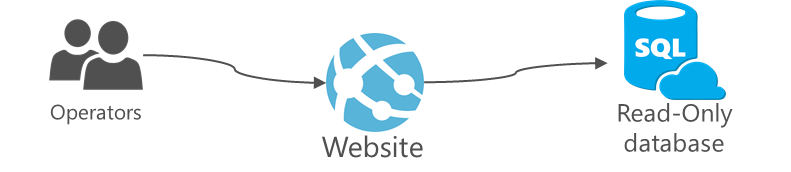 Operators
Website
SQL
Read-Only
database